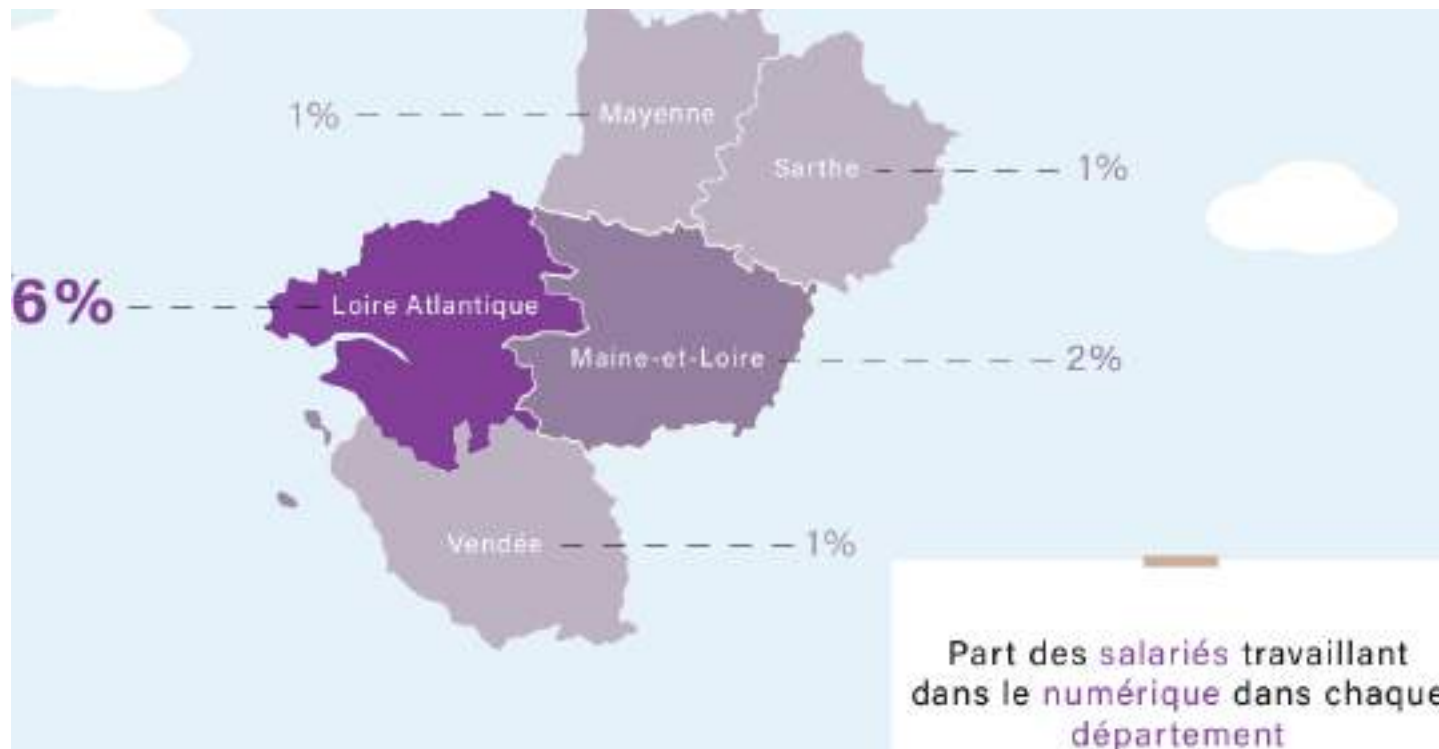 1%
Mayenne
Sarthe
1%
6%
Loire Atlantique
Maine-et-Loire
2%
Vendée
1%
Part des salariés travaillant
dans le numérique dans chaque
département